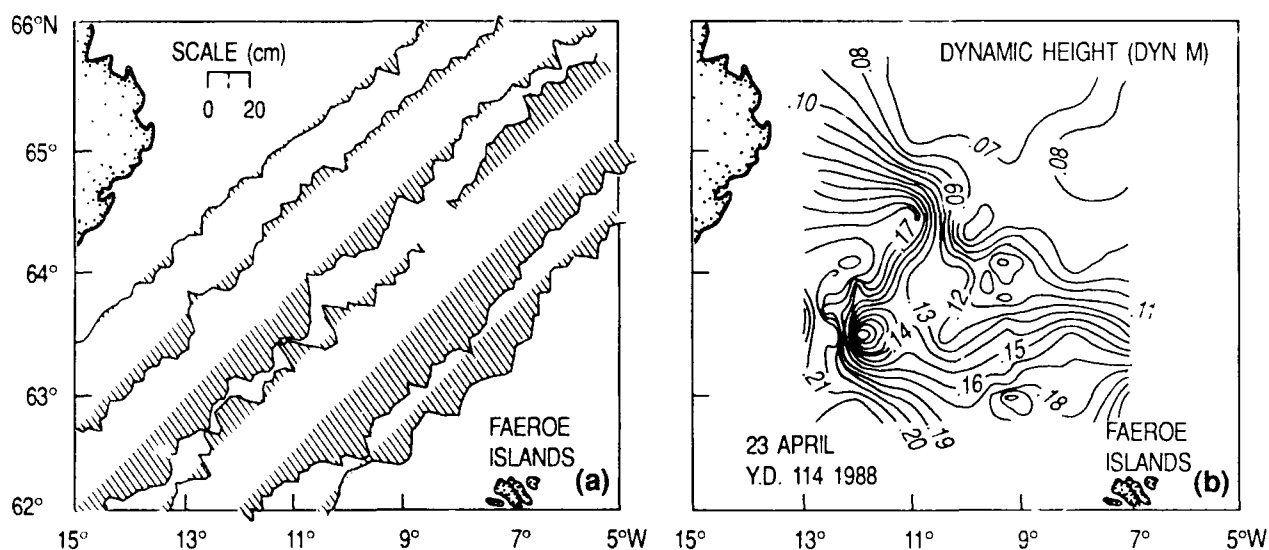 66°N
65°
64°
63°
62°
SCALE (cm)
0 20
FAEROE
ISLANDS
(a)
15° 13° 11° 9° 7° 5°W
DYNAMIC HEIGHT (DYN M)
.08
.10
.07
.08
.09
.17
.12
.13
.11
.14
.15
.16
.21
.18
.20
.19
23 APRIL
Y.D. 114 1988
FAEROE
ISLANDS
(b)
15° 13° 11° 9° 7° 5°W